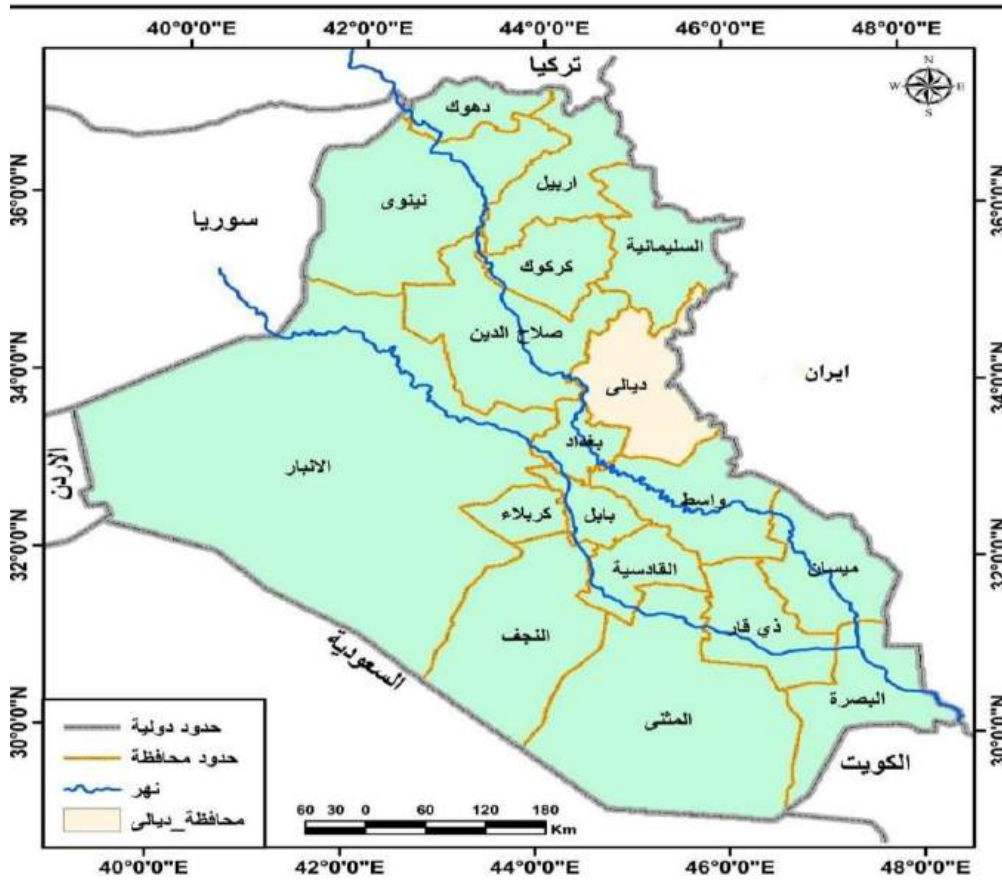 40°0'0"E 42°0'0"E 44°0'0"E 46°0'0"E 48°0'0"E
تركيا
N
W E
S
دهوك
اربيل
نينوى
36°0'0"N
36°0'0"N
سوريا
السليمانية
كركوك
صلاح الدين
34°0'0"N
34°0'0"N
ديالى
ايران
بغداد
الانبار
الاردن
واسط
كربلاء
بابل
32°0'0"N
32°0'0"N
القادسية
ميسان
النجف
ذي قار
السعودية
البصرة
المثنى
30°0'0"N
30°0'0"N
الكويت
حدود دولية
حدود محافظة
نهر
محافظة_ديالى
60 30 0 60 120 180
Km
40°0'0"E 42°0'0"E 44°0'0"E 46°0'0"E 48°0'0"E